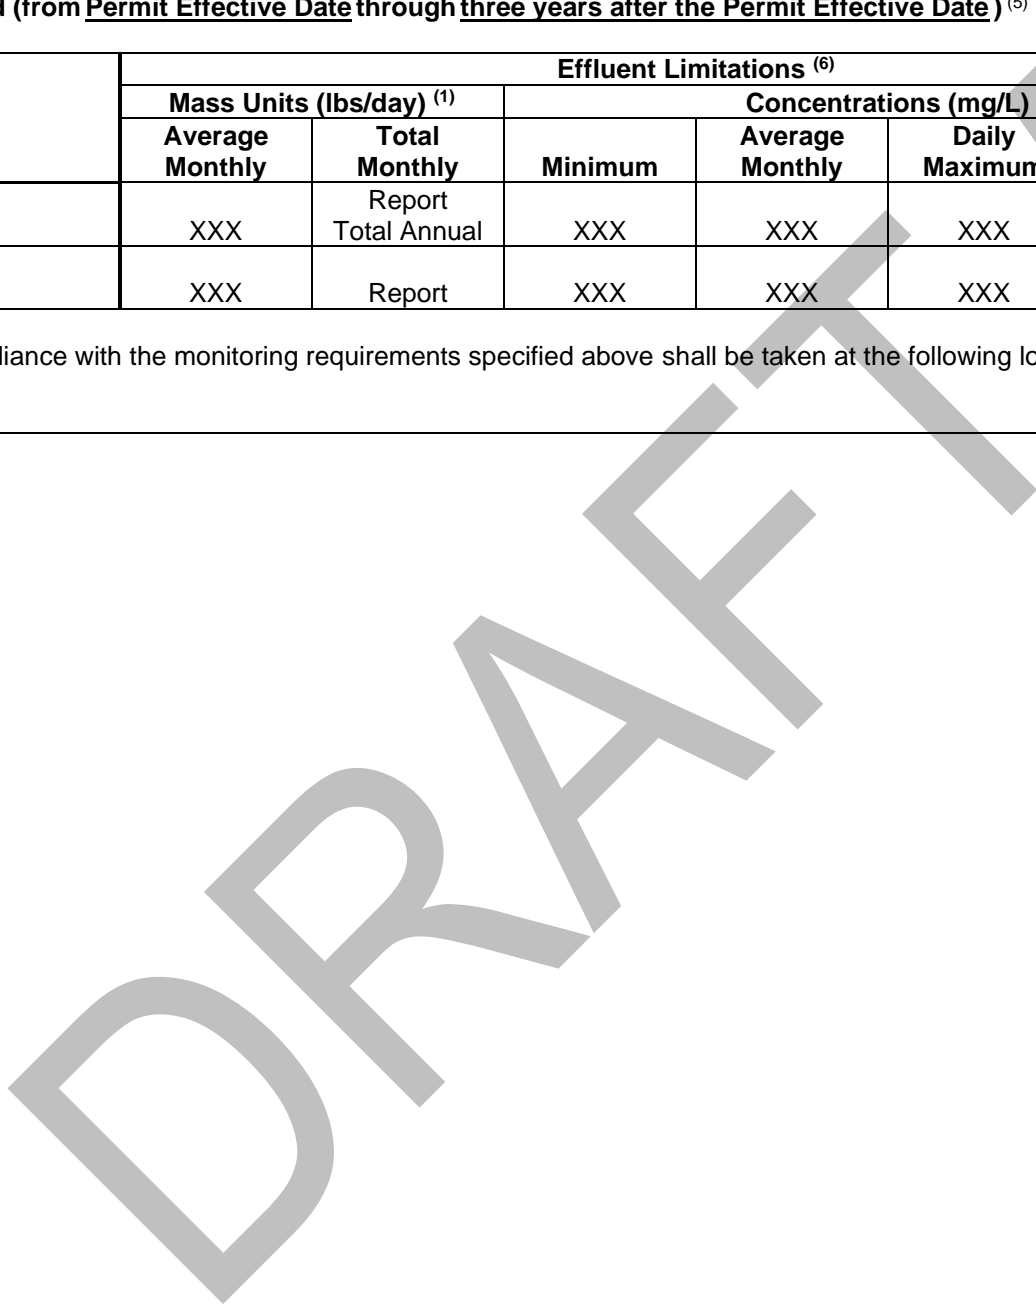 (from Permit Effective Date through three years after the Permit Effective Date) (5)
Effluent Limitations (6)
Mass Units (lbs/day) (1) Concentrations (mg/L)
Average Monthly Total Monthly Minimum Average Monthly Daily Maximum
XXX Report Total Annual XXX XXX XXX
XXX Report XXX XXX XXX
liance with the monitoring requirements specified above shall be taken at the following lo
DRAFT